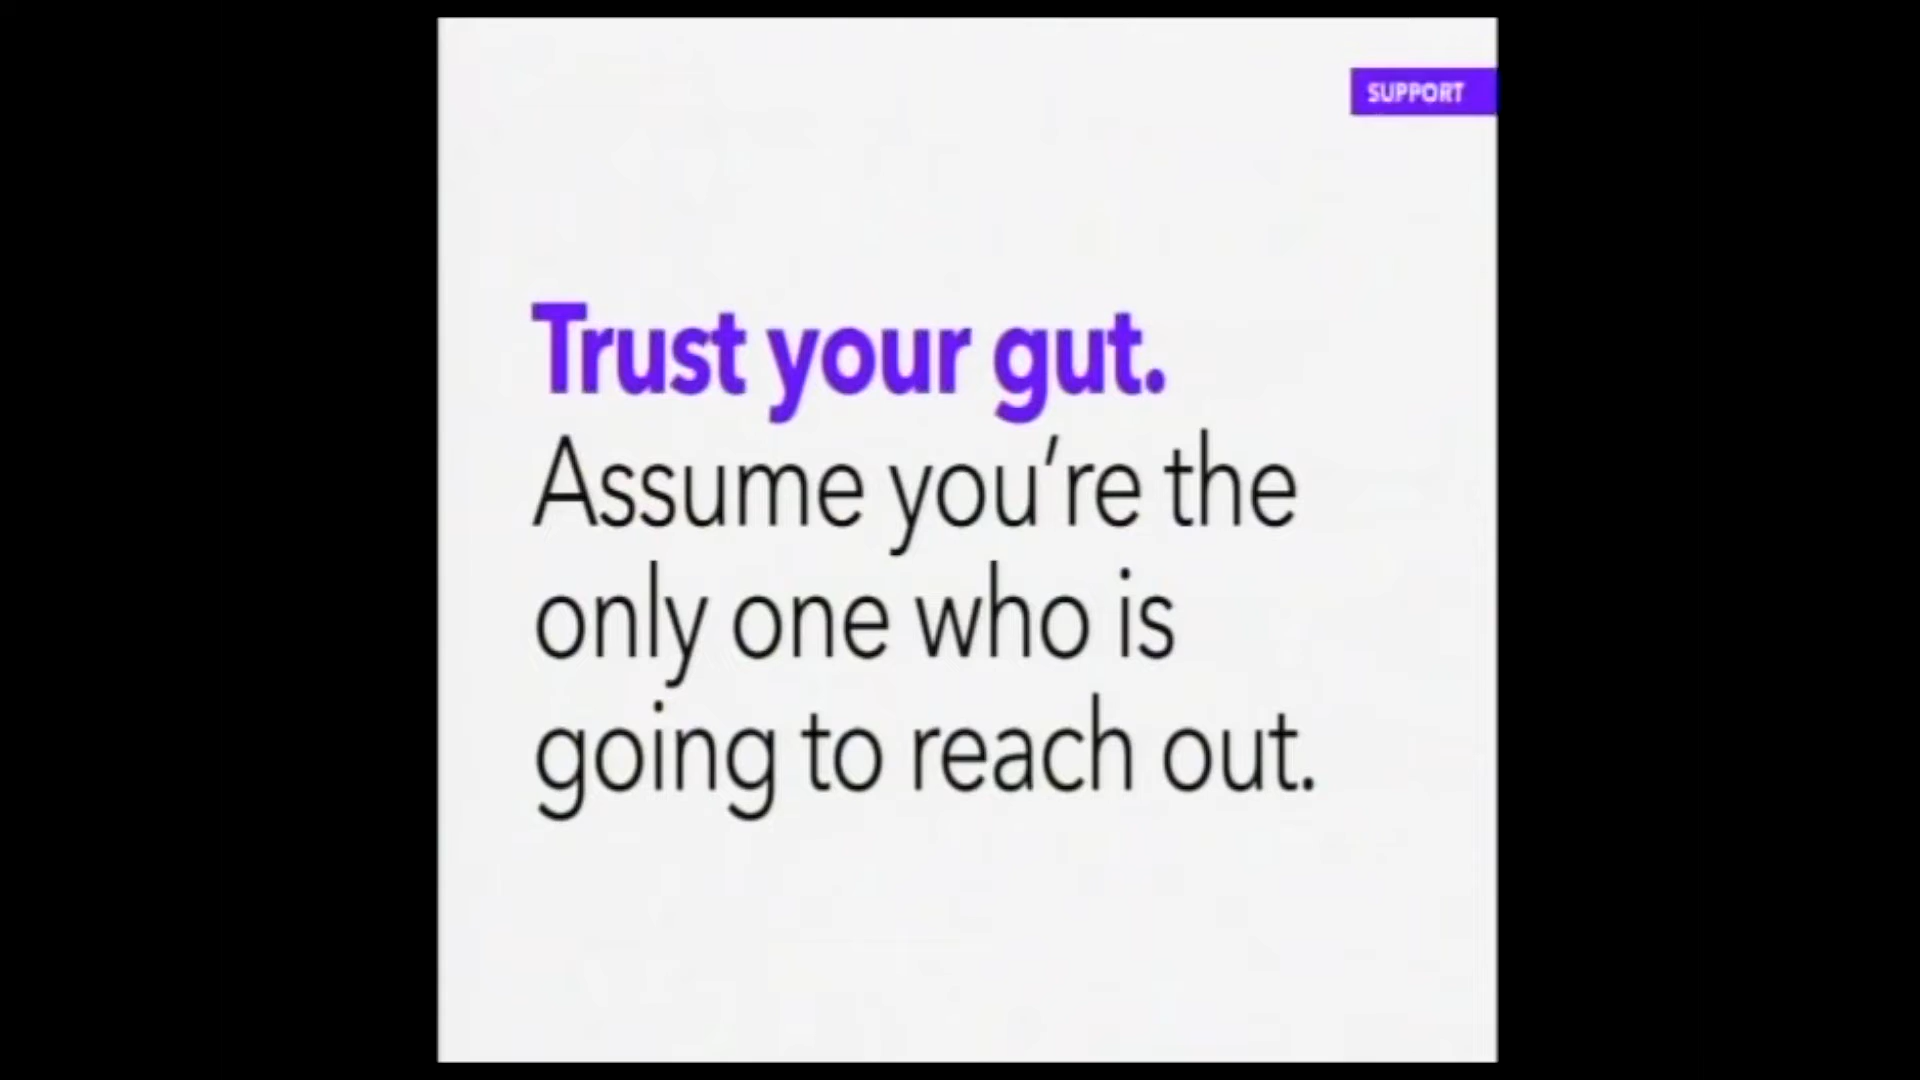 SUPPORT
Trust your gut.
Assume you’re the
only one who is
going to reach out.